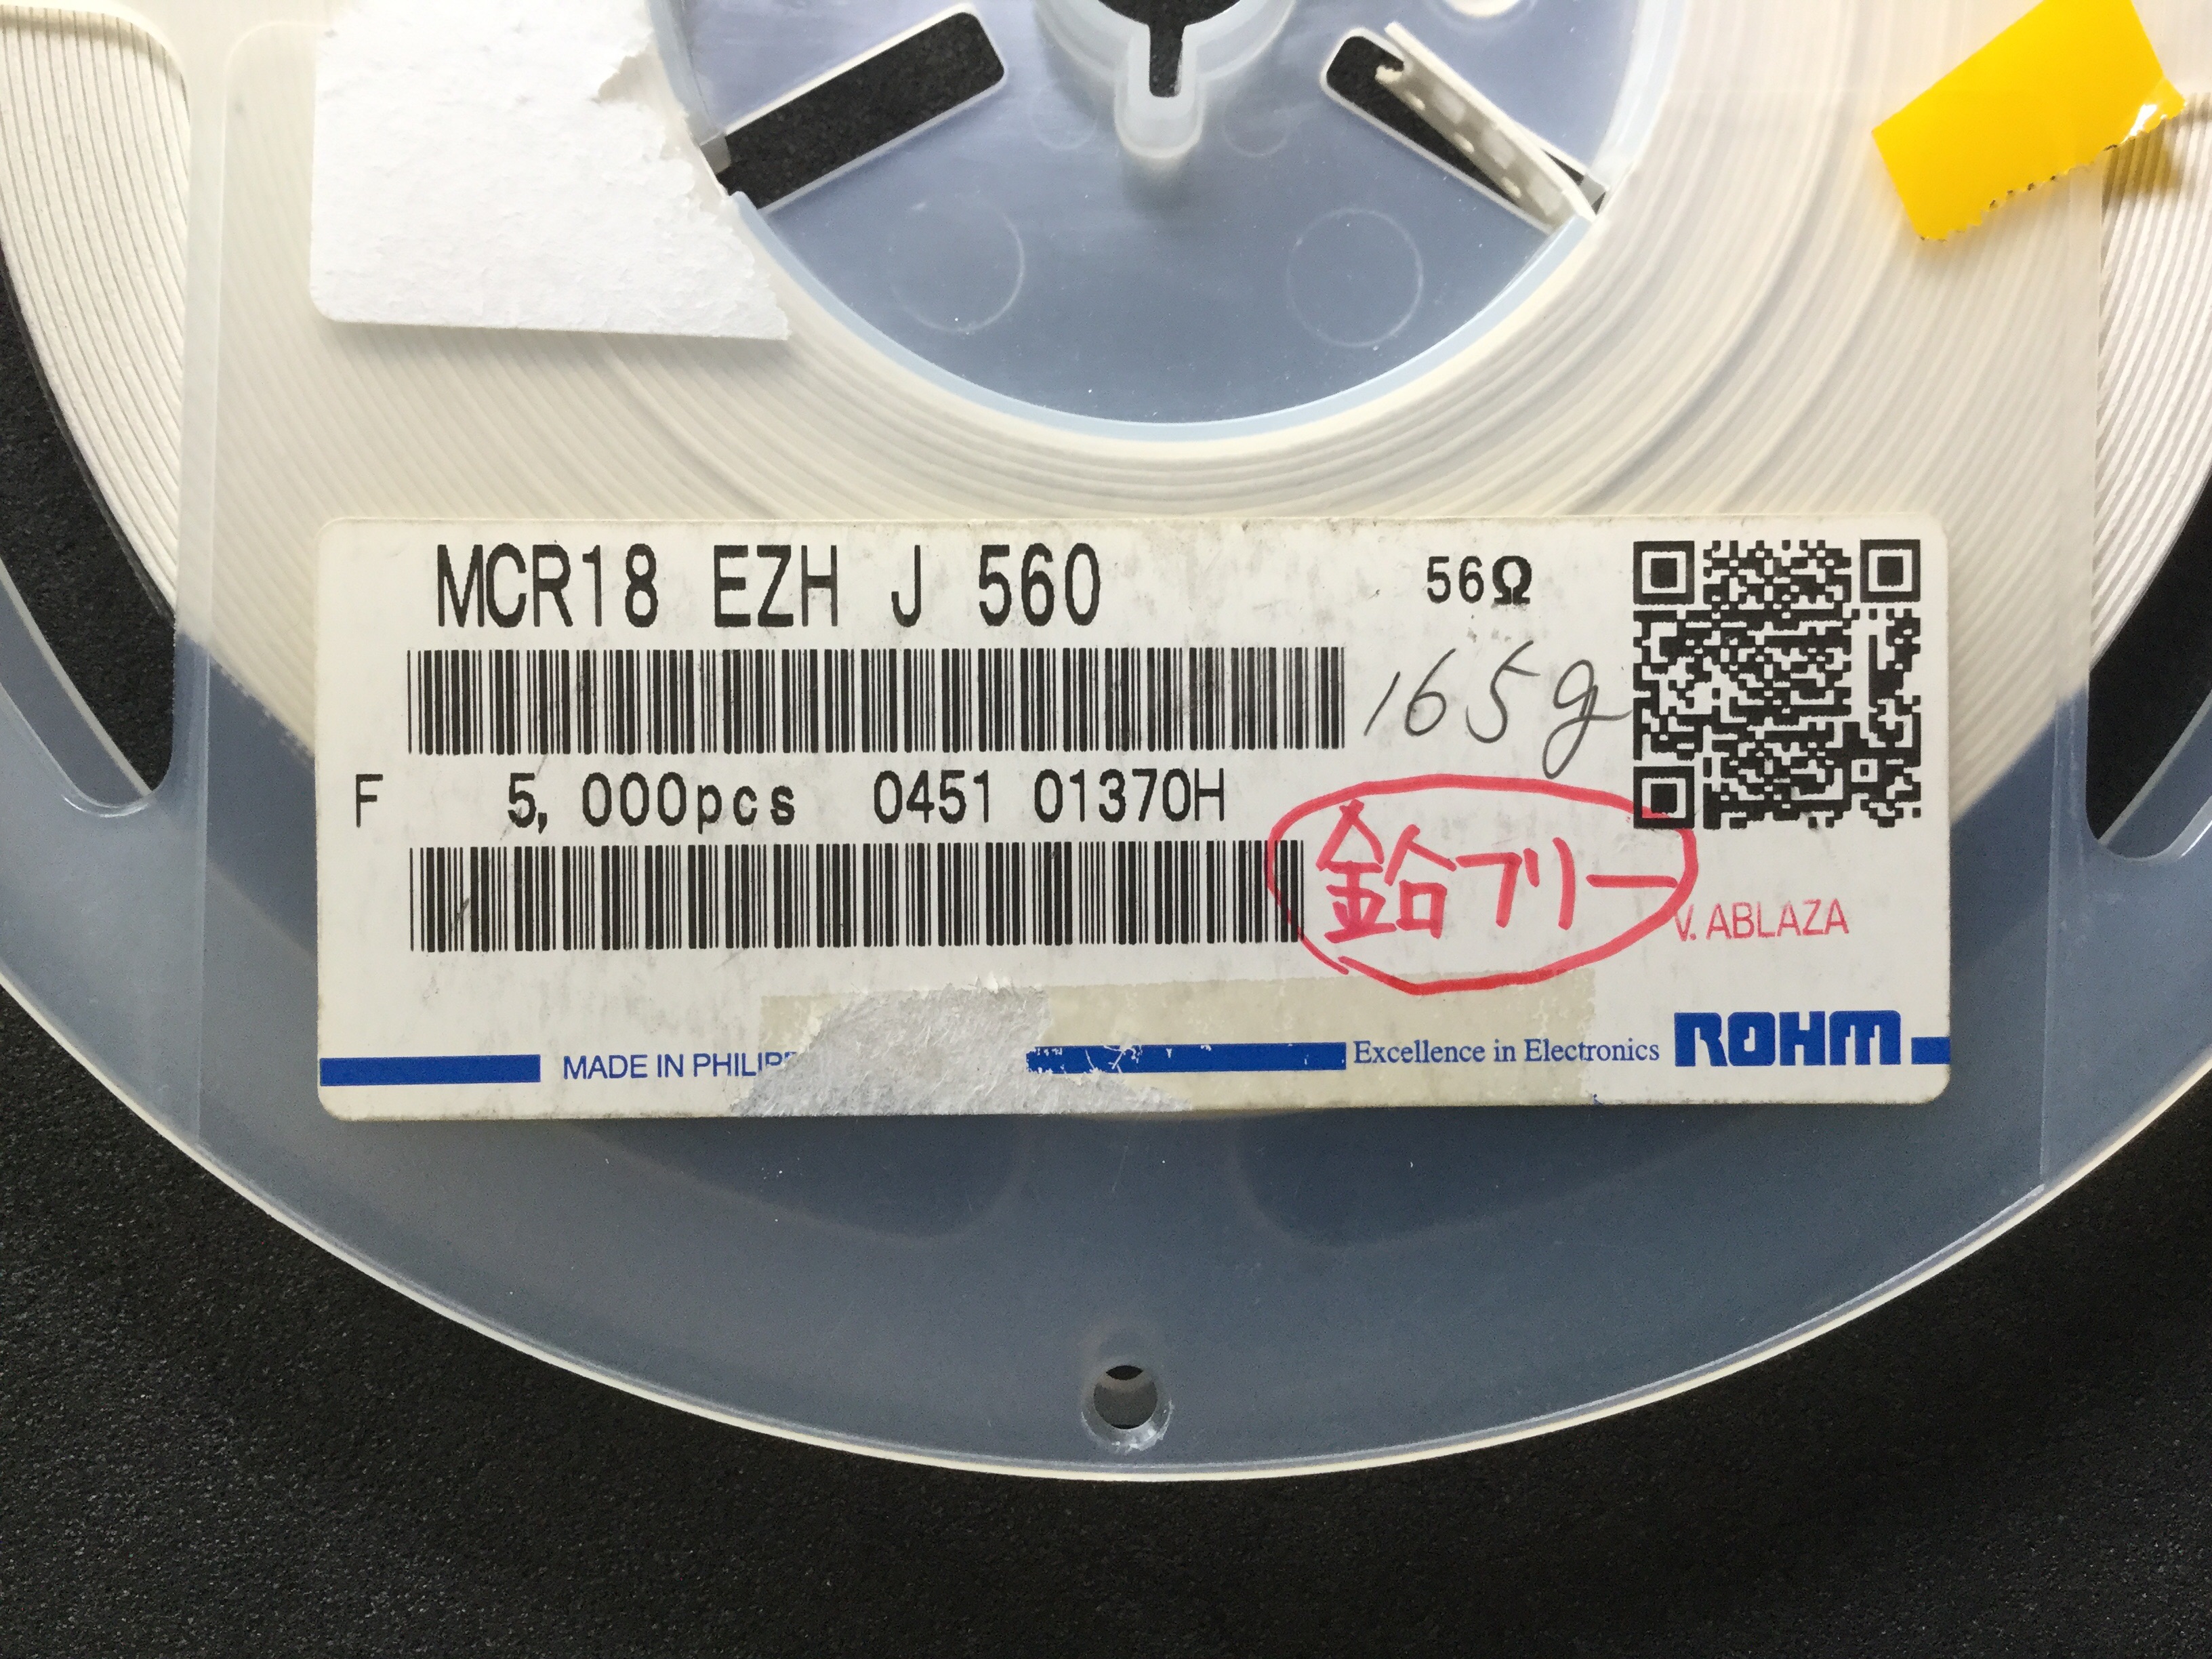 MCR18 EZH J 560
56Ω
165g
F 5,000pcs 0451 01370H
鉛フリー
V. ABLAZA
MADE IN PHILIPP
Excellence in Electronics
ROHM